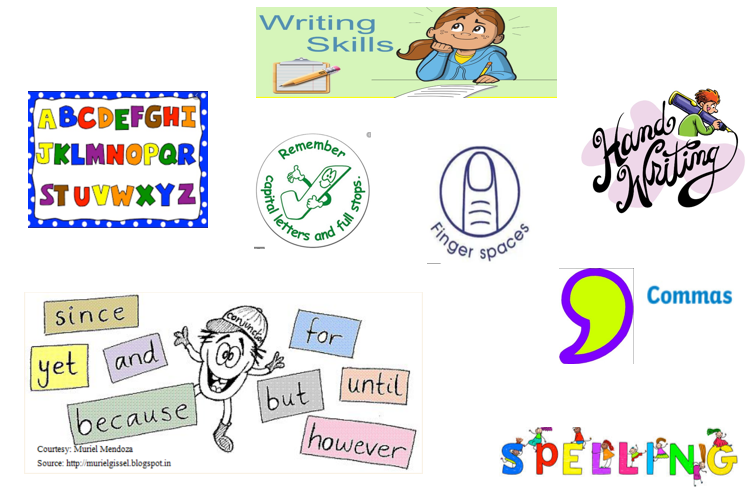 Writing
Skills
ABCDEFGHI
JKLMNOPQR
STUVWXYZ
Remember
capital letters and full stops.
Finger spaces
Hand
Writing
Commas
since
yet
and
because
conjunction
for
but
until
however
Courtesy: Muriel Mendoza
Source: http://murielgissel.blogspot.in
SPELLING